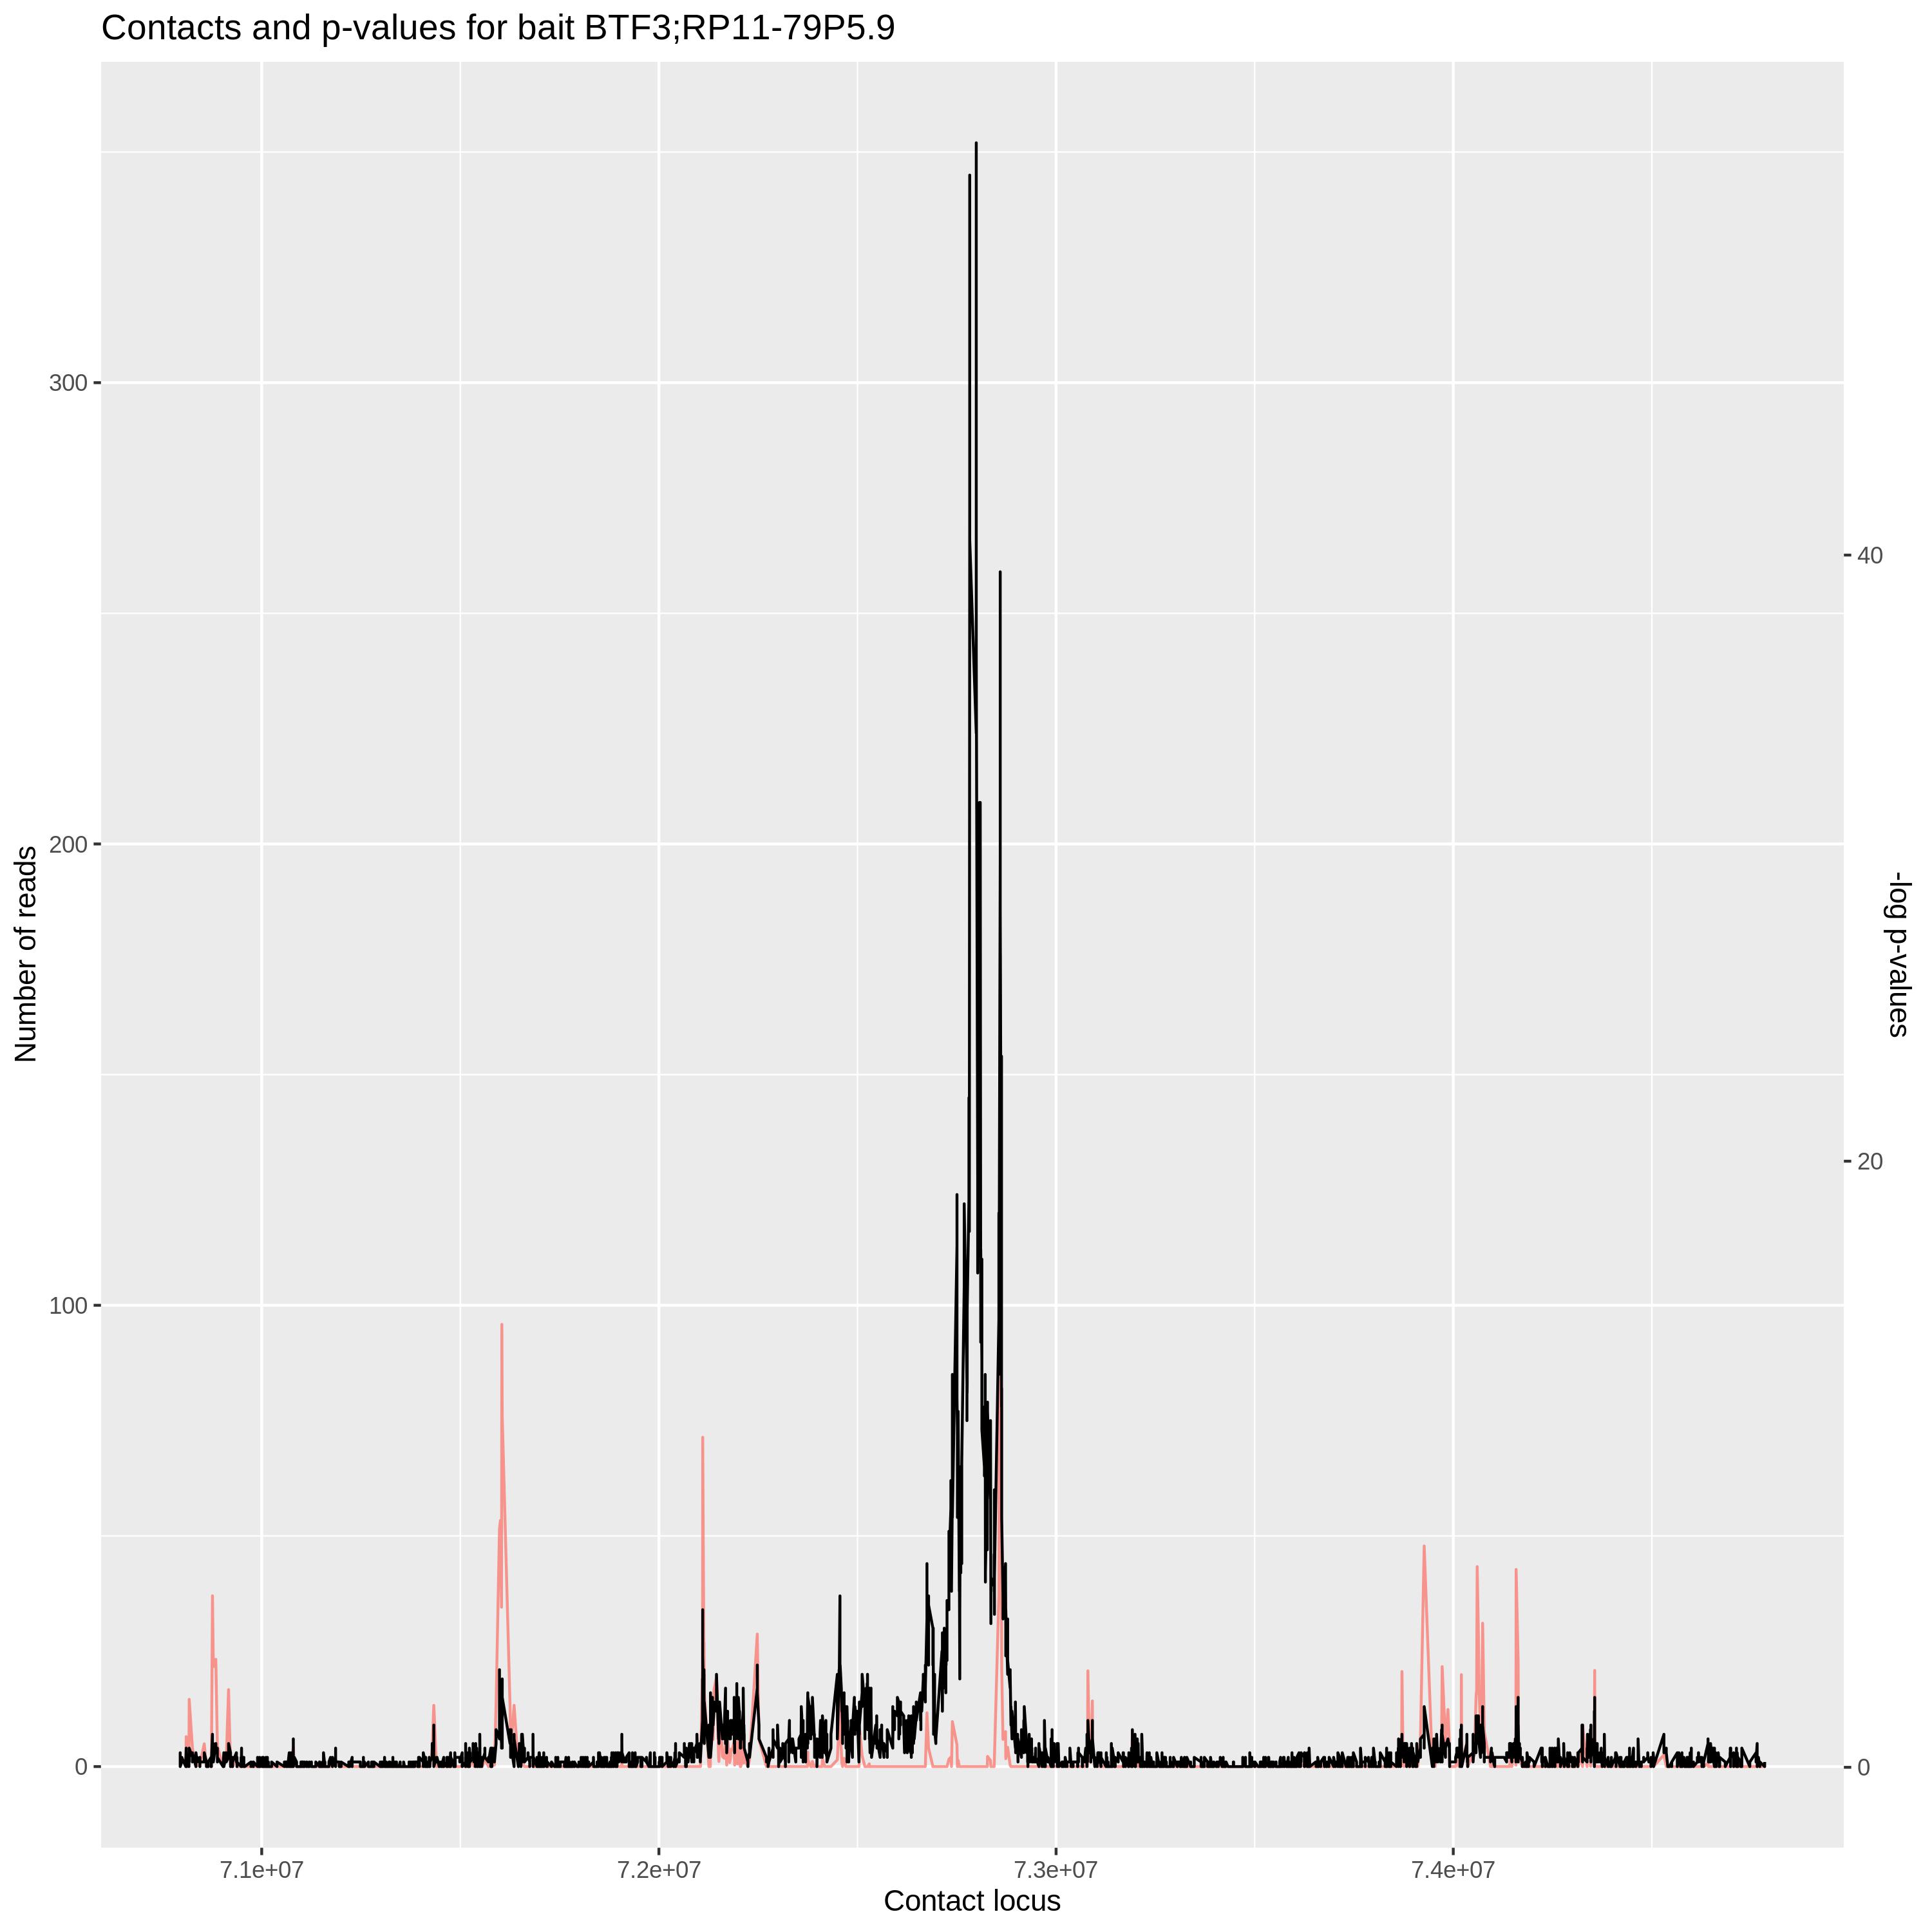 Contacts and p-values for bait BTF3;RP11-79P5.9
300
200
100
0
Number of reads
40
20
0
-log p-values
7.1e+07 7.2e+07 7.3e+07 7.4e+07
Contact locus